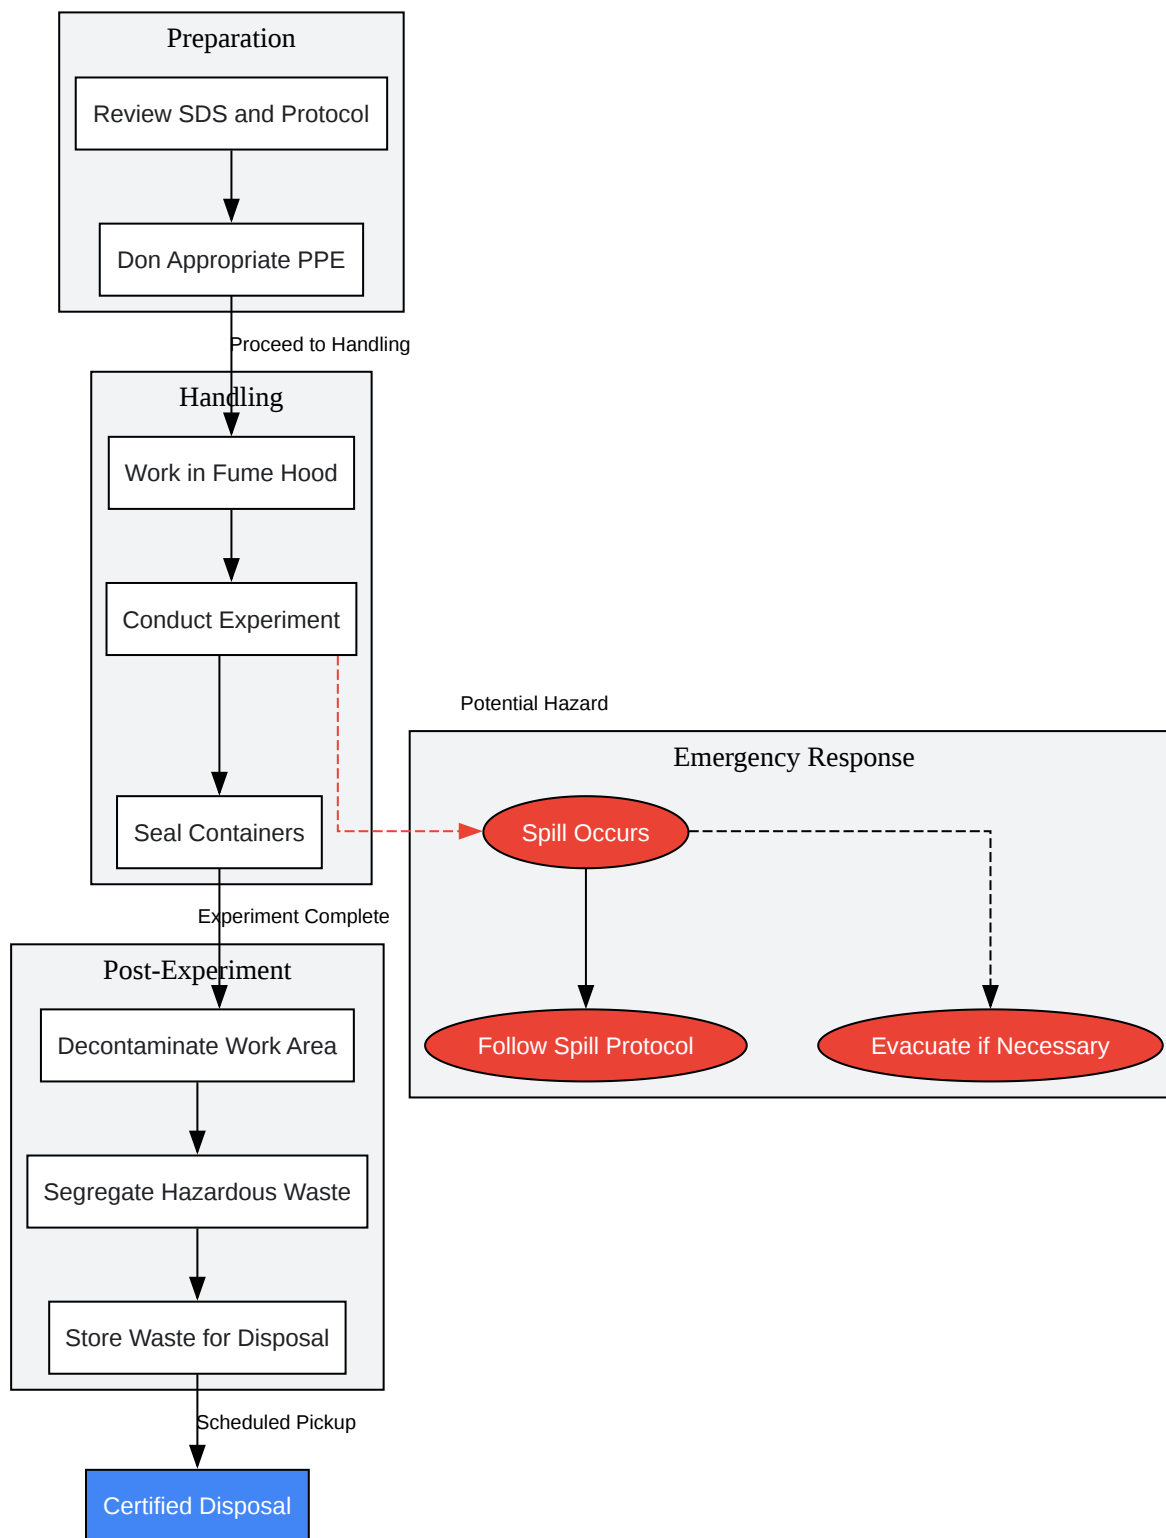 Preparation
Review SDS and Protocol
Don Appropriate PPE
Proceed to Handling
Handling
Work in Fume Hood
Conduct Experiment
Potential Hazard
Emergency Response
Seal Containers
Spill Occurs
Experiment Complete
Post-Experiment
Decontaminate Work Area
Follow Spill Protocol
Evacuate if Necessary
Segregate Hazardous Waste
Store Waste for Disposal
Scheduled Pickup
Certified Disposal